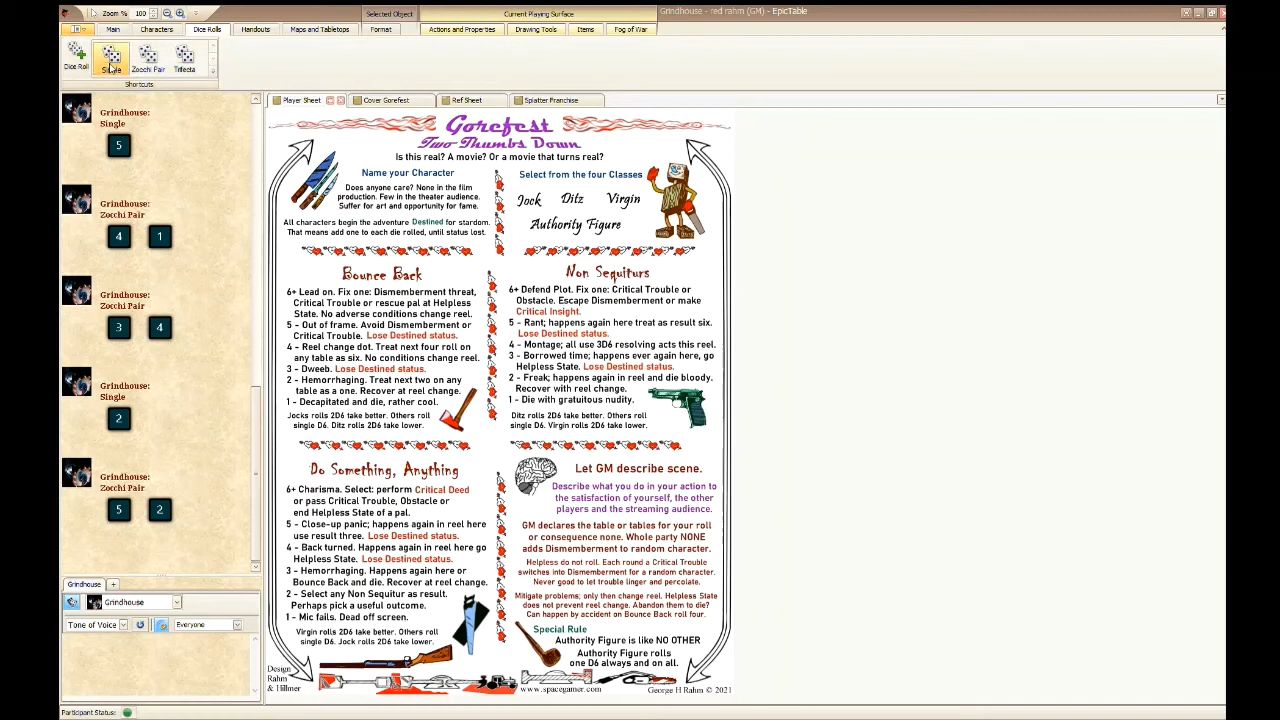 Zoom % 100
Selected Object
Current Playing Surface
Grindhouse - red rahm (GM) - EpicTable
Main
Characters
Dice Rolls
Handouts
Maps and Tabletops
Format
Actions and Properties
Drawing Tools
Items
Fog of War
Dice Roll
Single
Zocchi Pair
Trifecta
Shortcuts
Grindhouse:
Single
5
Grindhouse:
Zocchi Pair
4 1
Grindhouse:
Zocchi Pair
3 4
Grindhouse:
Single
2
Grindhouse:
Zocchi Pair
5 2
Grindhouse
+
Grindhouse
Tone of Voice
Everyone
Participant Status:
Player Sheet
Cover Gorefest
Ref Sheet
Splatter Franchise
Gorefest
Two Thumbs Down
Is this real? A movie? Or a movie that turns real?
Name your Character
Does anyone care? None in the film
production. Few in the theater audience.
Suffer for art and opportunity for fame.
All characters begin the adventure Destined for stardom.
That means add one to each die rolled, until status lost.
Select from the four Classes
Jock Ditz Virgin
Authority Figure
Bounce Back
6+ Lead on. Fix one: Dismemberment threat,
Critical Trouble or rescue pal at Helpless
State. No adverse conditions change reel.
5 - Out of frame. Avoid Dismemberment or
Critical Trouble. Lose Destined status.
4 - Reel change dot. Treat next four roll on
any table as six. No conditions change reel.
3 - Dweeb. Lose Destined status.
2 - Hemorrhaging. Treat next two on any
table as a one. Recover at reel change.
1 - Decapitated and die, rather cool.
Jocks rolls 2D6 take better. Others roll
single D6. Ditz rolls 2D6 take lower.
Non Sequiturs
6+ Defend Plot. Fix one: Critical Trouble or
Obstacle. Escape Dismemberment or make
Critical Insight.
5 - Rant; happens again here treat as result six.
Lose Destined status.
4 - Montage; all use 3D6 resolving acts this reel.
3 - Borrowed time; happens ever again here, go
Helpless State. Lose Destined status.
2 - Freak; happens again in reel and die bloody.
Recover with reel change.
1 - Die with gratuitous nudity.
Ditz rolls 2D6 take better. Others roll
single D6. Virgin rolls 2D6 take lower.
Do Something, Anything
6+ Charisma. Select: perform Critical Deed
or pass Critical Trouble, Obstacle or
end Helpless State of a pal.
5 - Close-up panic; happens again in reel here
use result three. Lose Destined status.
4 - Back turned. Happens again in reel here go
Helpless State. Lose Destined status.
3 - Hemorrhaging. Happens again here or
Bounce Back and die. Recover at reel change.
2 - Select any Non Sequitur as result.
Perhaps pick a useful outcome.
1 - Mic fails. Dead off screen.
Virgin rolls 2D6 take better. Others roll
single D6. Jock rolls 2D6 take lower.
Let GM describe scene.
Describe what you do in your action to
the satisfaction of yourself, the other
players and the streaming audience.
GM declares the table or tables for your roll
or consequence none. Whole party NONE
adds Dismemberment to random character.
Helpless do not roll. Each round a Critical Trouble
switches into Dismemberment for a random character.
Never good to let trouble linger and percolate.
Mitigate problems; only then change reel. Helpless State
does not prevent reel change. Abandon them to die?
Can happen by accident on Bounce Back roll four.
Special Rule
Authority Figure is like NO OTHER
Authority Figure rolls
one D6 always and on all.
Design
Rahm
& Hillmer
www.spacegamer.com
George H Rahm © 2021